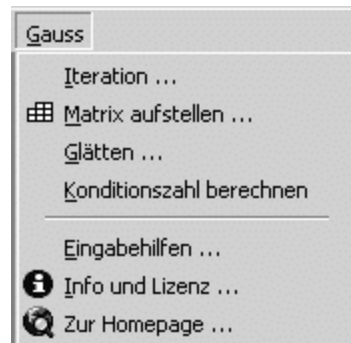 Gauss
Iteration ...
Matrix aufstellen ...
Glätten ...
Konditionszahl berechnen
Eingabehilfen ...
Info und Lizenz ...
Zur Homepage ...